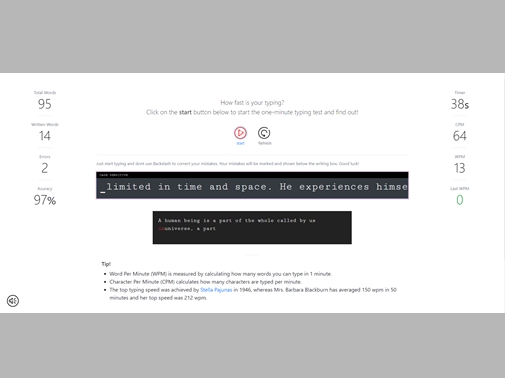 Total Words
95
Written Words
14
Errors
2
Acuracy
97%
How fast is your typing?
Click on the start button below to start the one-minute typing test and find out!
start
Refresh
Just start typing and dont use Backslash to correct your mistakes. Your mistakes will be marked and shown below the writing box. Good luck!
CASE SENSITIVE
_limited in time and space. He experiences himse
A human being is a part of the whole called by us
universe, a part
Tip!
Word Per Minute (WPM) is measured by calculating how many words you can type in 1 minute.
Character Per Minute (CPM) calculates how many characters are typed per minute.
The top typing speed was achieved by Stella Pajunas in 1946, whereas Mrs. Barbara Blackburn has averaged 150 wpm in 50
minutes and her top speed was 212 wpm.
Timer
38s
CPM
64
WPM
13
Last WPM
0